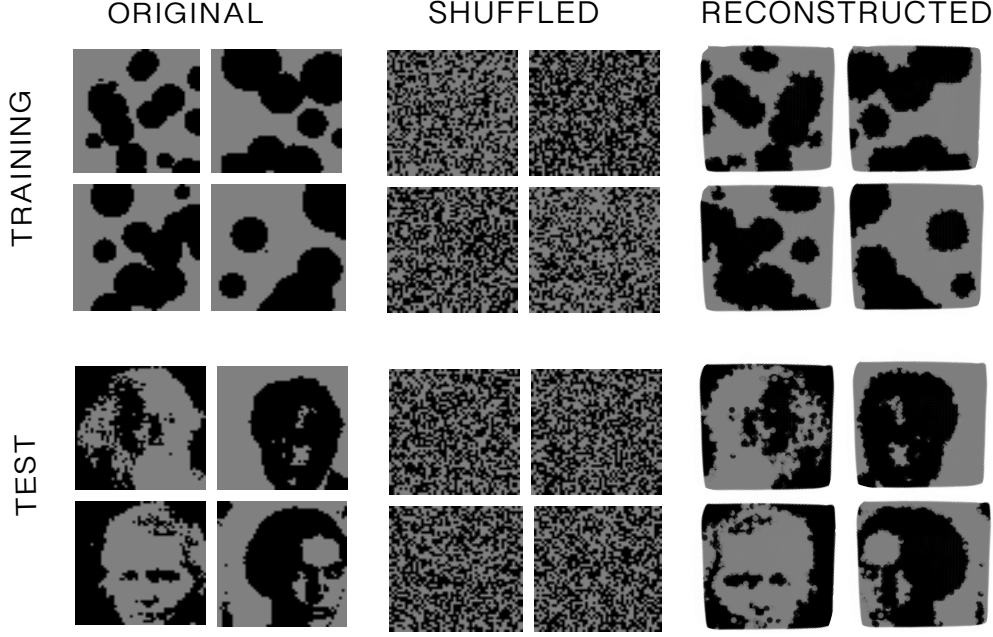 ORIGINAL
SHUFFLED
RECONSTRUCTED
TRAINING
TEST